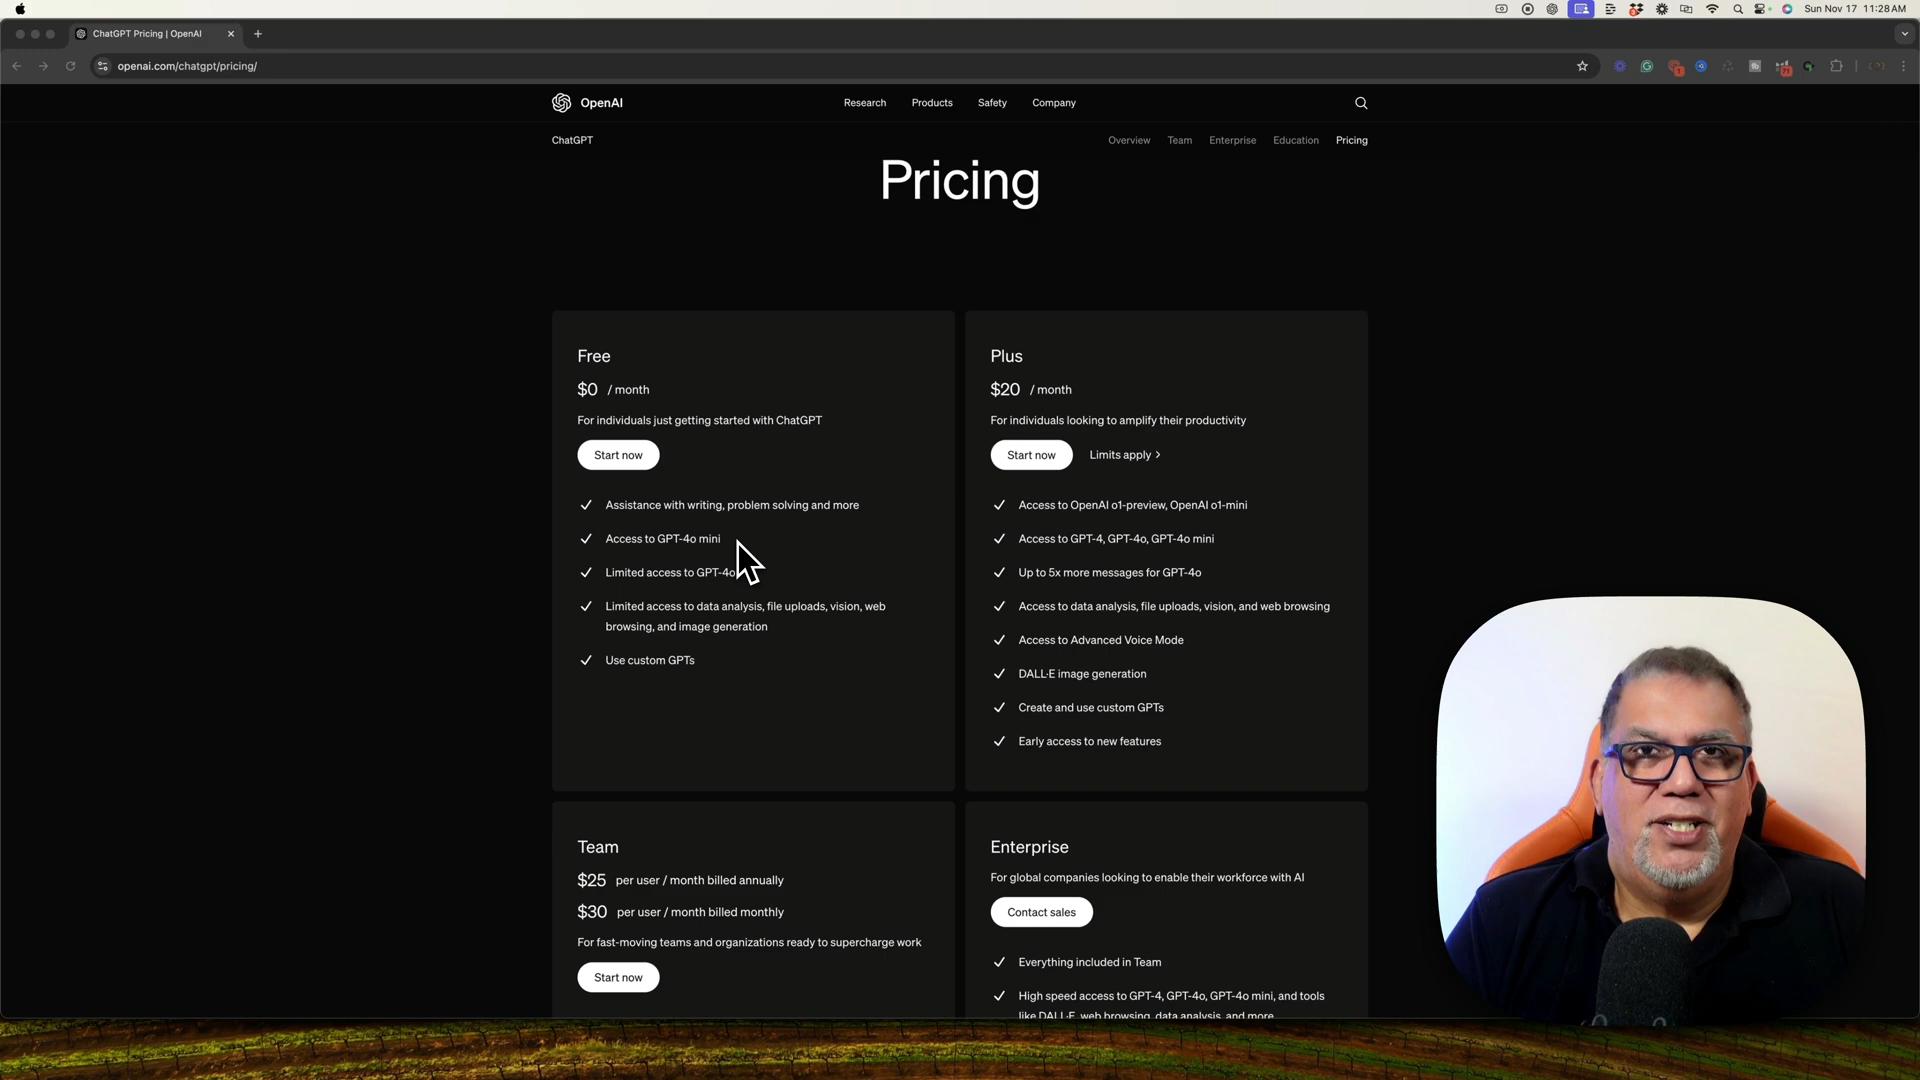 Sun Nov 17 11:28 AM
ChatGPT Pricing | OpenAI
openai.com/chatgpt/pricing/
OpenAI
Research
Products
Safety
Company
ChatGPT
Overview
Team
Enterprise
Education
Pricing
Pricing
Free
$0 / month
For individuals just getting started with ChatGPT
Start now
Assistance with writing, problem solving and more
Access to GPT-4o mini
Limited access to GPT-4o
Limited access to data analysis, file uploads, vision, web
browsing, and image generation
Use custom GPTs
Plus
$20 / month
For individuals looking to amplify their productivity
Start now
Limits apply
Access to OpenAI o1-preview, OpenAI o1-mini
Access to GPT-4, GPT-4o, GPT-4o mini
Up to 5x more messages for GPT-4o
Access to data analysis, file uploads, vision, and web browsing
Access to Advanced Voice Mode
DALL·E image generation
Create and use custom GPTs
Early access to new features
Team
$25 per user / month billed annually
$30 per user / month billed monthly
For fast-moving teams and organizations ready to supercharge work
Start now
Enterprise
For global companies looking to enable their workforce with AI
Contact sales
Everything included in Team
High speed access to GPT-4, GPT-4o, GPT-4o mini, and tools
like DALL·E, web browsing, data analysis, and more